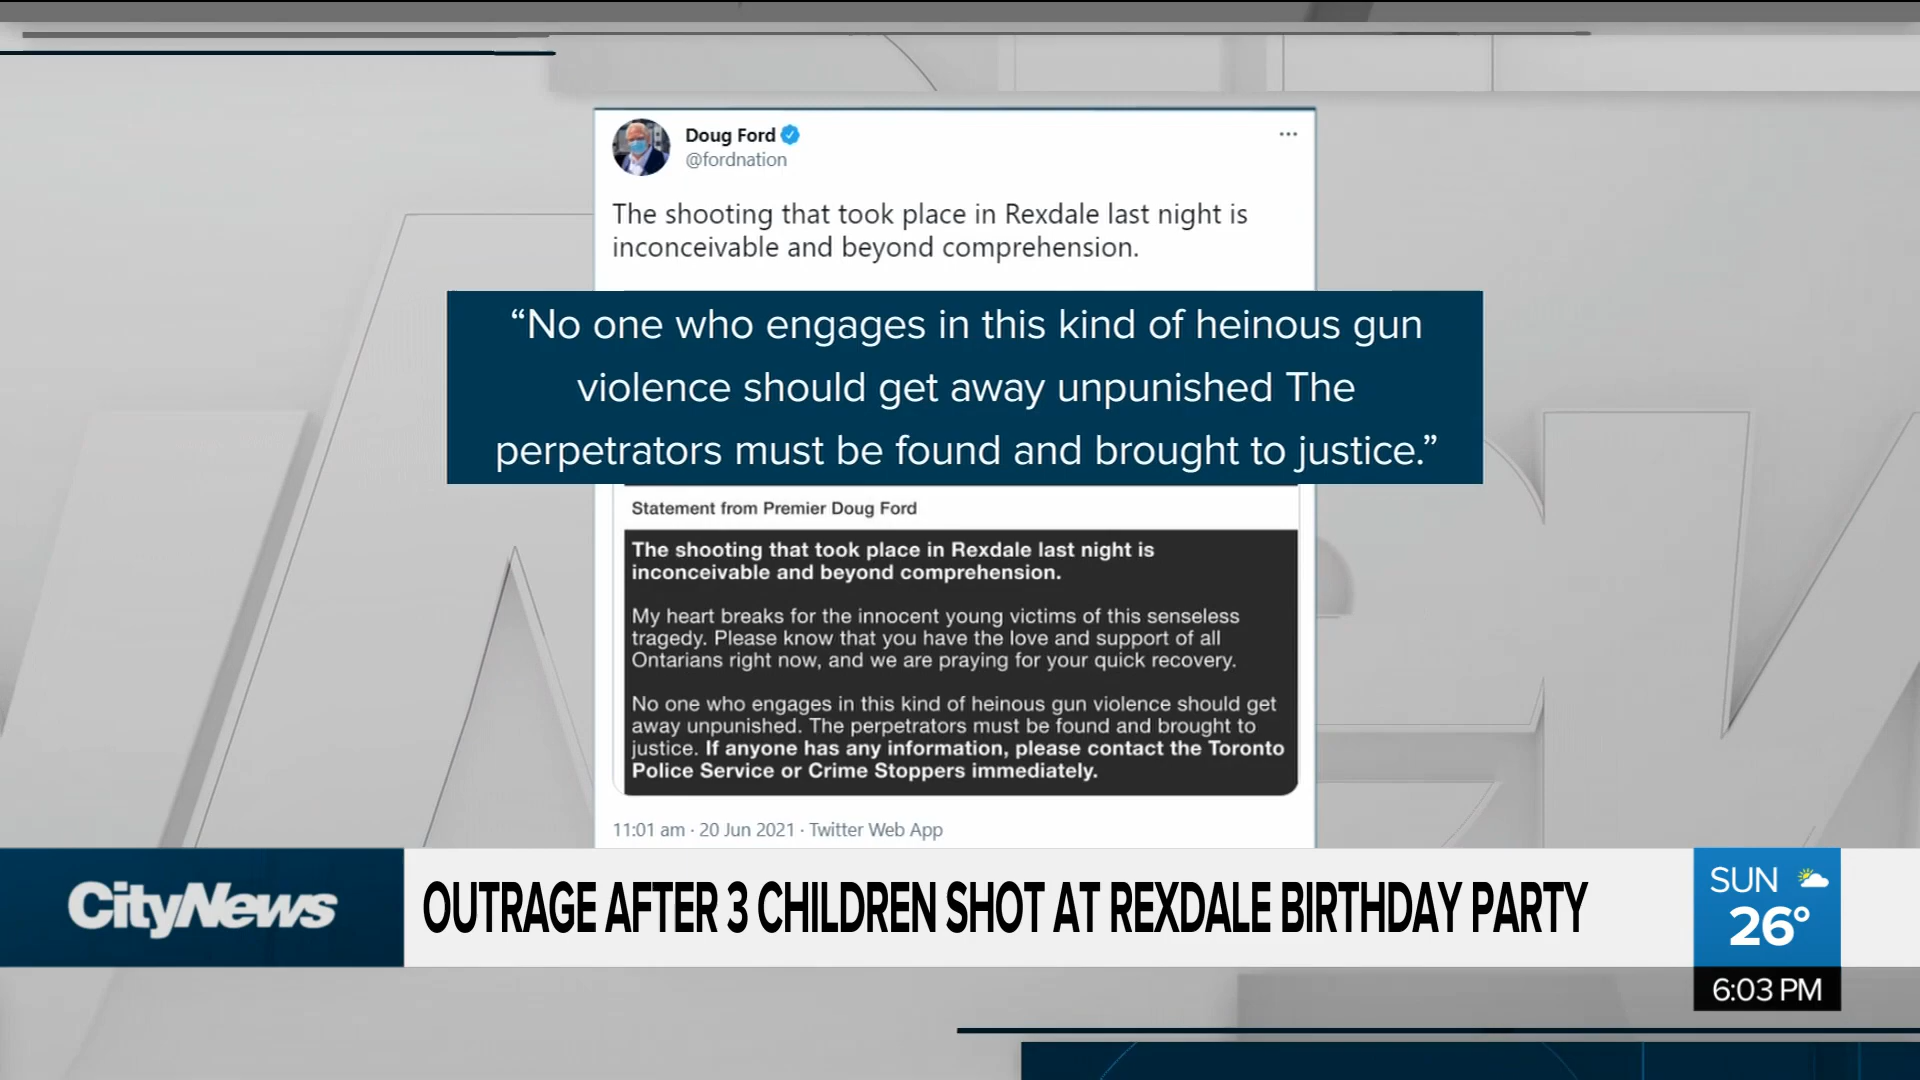 Doug Ford
@fordnation
The shooting that took place in Rexdale last night is
inconceivable and beyond comprehension.
“No one who engages in this kind of heinous gun
violence should get away unpunished The
perpetrators must be found and brought to justice.”
Statement from Premier Doug Ford
The shooting that took place in Rexdale last night is
inconceivable and beyond comprehension.
My heart breaks for the innocent young victims of this senseless
tragedy. Please know that you have the love and support of all
Ontarians right now, and we are praying for your quick recovery.
No one who engages in this kind of heinous gun violence should get
away unpunished. The perpetrators must be found and brought to
justice. If anyone has any information, please contact the Toronto
Police Service or Crime Stoppers immediately.
11:01 am · 20 Jun 2021 · Twitter Web App
CityNews
OUTRAGE AFTER 3 CHILDREN SHOT AT REXDALE BIRTHDAY PARTY
SUN
26°
6:03 PM